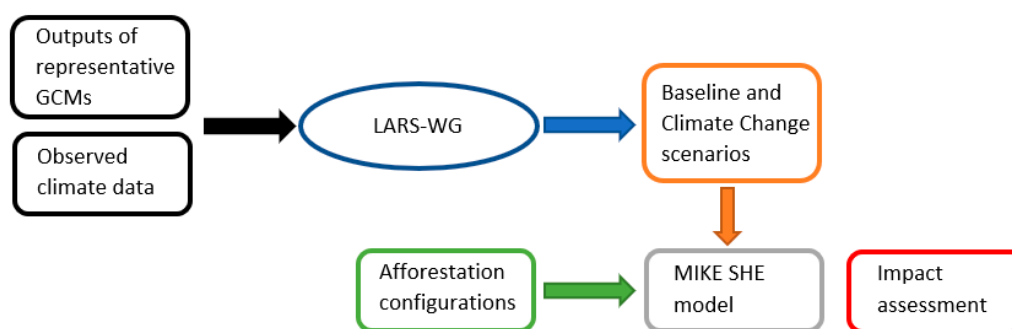 Outputs of
representative
GCMs
Observed
climate data
LARS-WG
Baseline and
Climate Change
scenarios
Afforestation
configurations
MIKE SHE
model
Impact
assessment